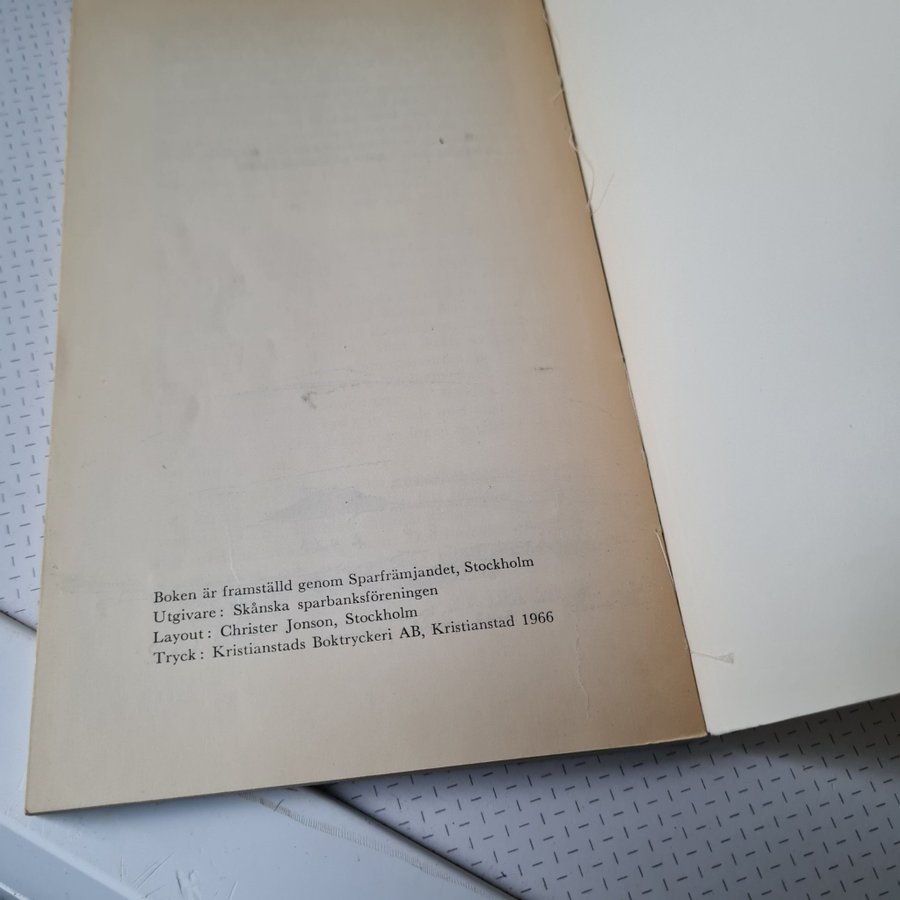 Boken är framställd genom Sparfrämjandet, Stockholm
Utgivare: Skånska sparbanksföreningen
Layout: Christer Jonson, Stockholm
Tryck: Kristianstads Boktryckeri AB, Kristianstad 1966